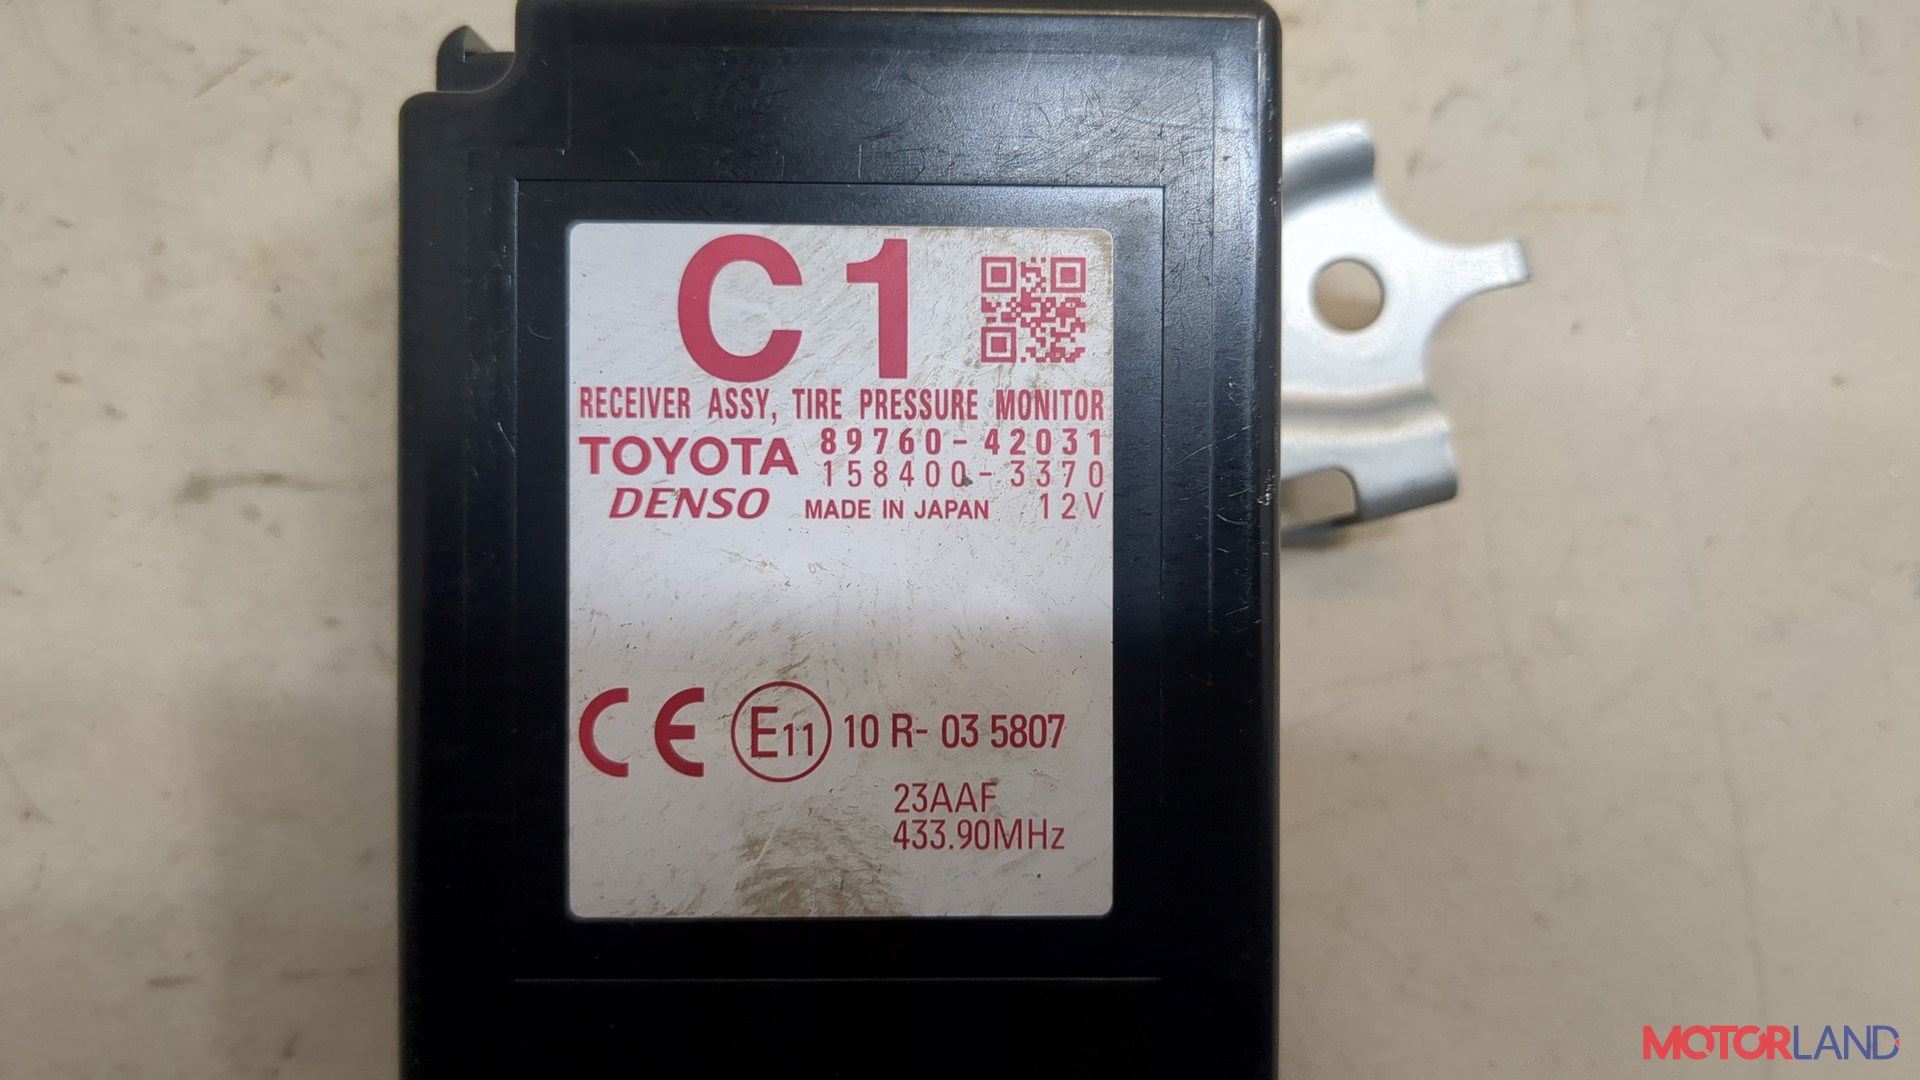 C1
RECEIVER ASSY, TIRE PRESSURE MONITOR
TOYOTA 89760-42031
158400-3370
DENSO MADE IN JAPAN 12V
CE E11 10 R- 03 5807
23AAF
433.90MHz
MOTORLAND